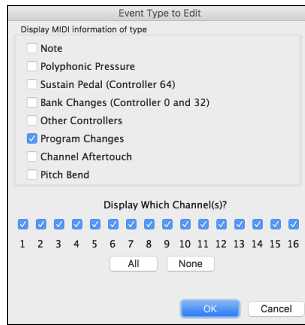 Event Type to Edit
Display MIDI information of type
Note
Polyphonic Pressure
Sustain Pedal (Controller 64)
Bank Changes (Controller 0 and 32)
Other Controllers
Program Changes
Channel Aftertouch
Pitch Bend
Display Which Channel(s)?
1 2 3 4 5 6 7 8 9 10 11 12 13 14 15 16
All None
OK Cancel